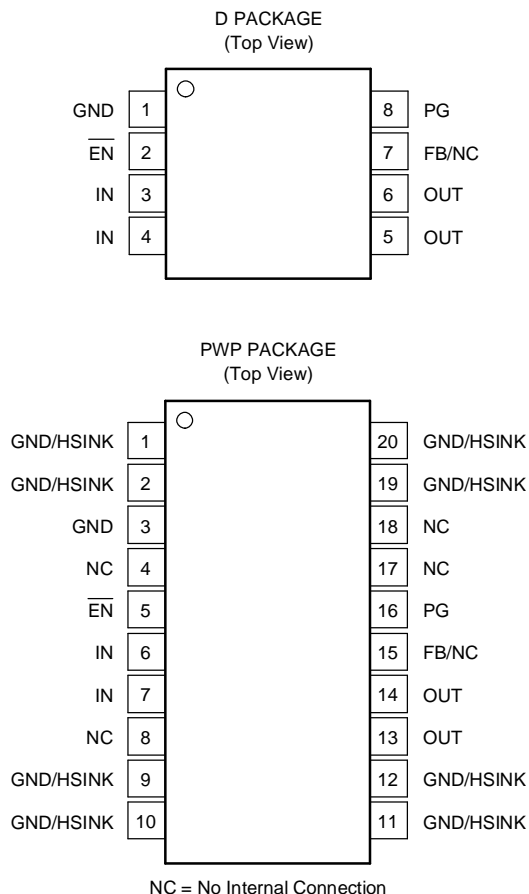 D PACKAGE
(Top View)
GND 1 8 PG
EN 2 7 FB/NC
IN 3 6 OUT
IN 4 5 OUT
PWP PACKAGE
(Top View)
GND/HSINK 1 20 GND/HSINK
GND/HSINK 2 19 GND/HSINK
GND 3 18 NC
NC 4 17 NC
EN 5 16 PG
IN 6 15 FB/NC
IN 7 14 OUT
NC 8 13 OUT
GND/HSINK 9 12 GND/HSINK
GND/HSINK 10 11 GND/HSINK
NC = No Internal Connection